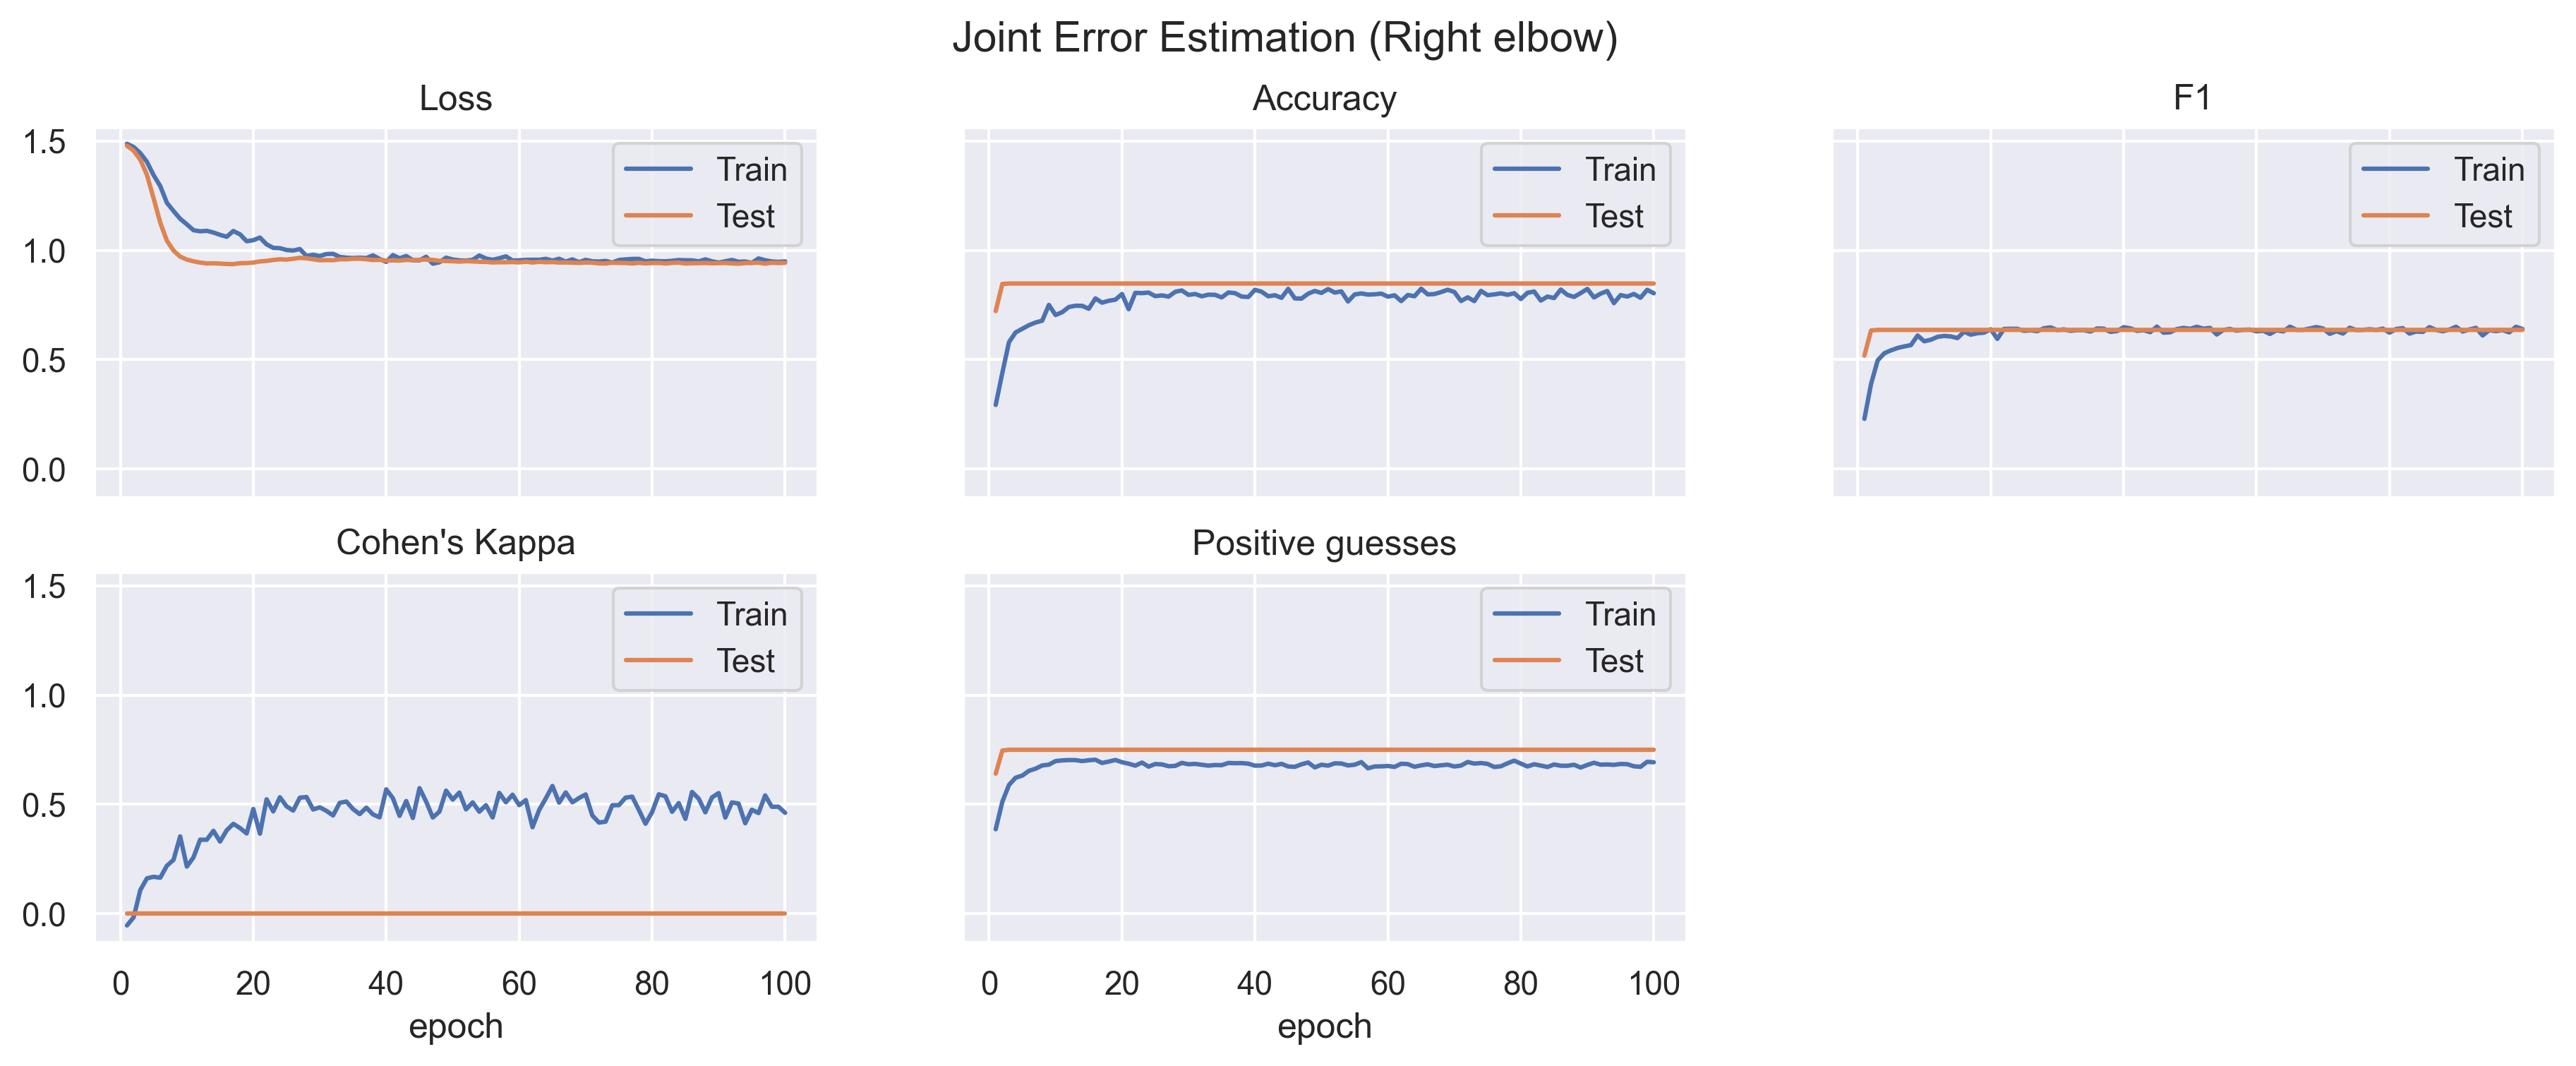 Joint Error Estimation (Right elbow)
Loss
1.5
1.0
0.5
0.0
Train
Test
Accuracy
Train
Test
F1
Train
Test
Cohen's Kappa
1.5
1.0
0.5
0.0
Train
Test
0 20 40 60 80 100
epoch
Positive guesses
Train
Test
0 20 40 60 80 100
epoch